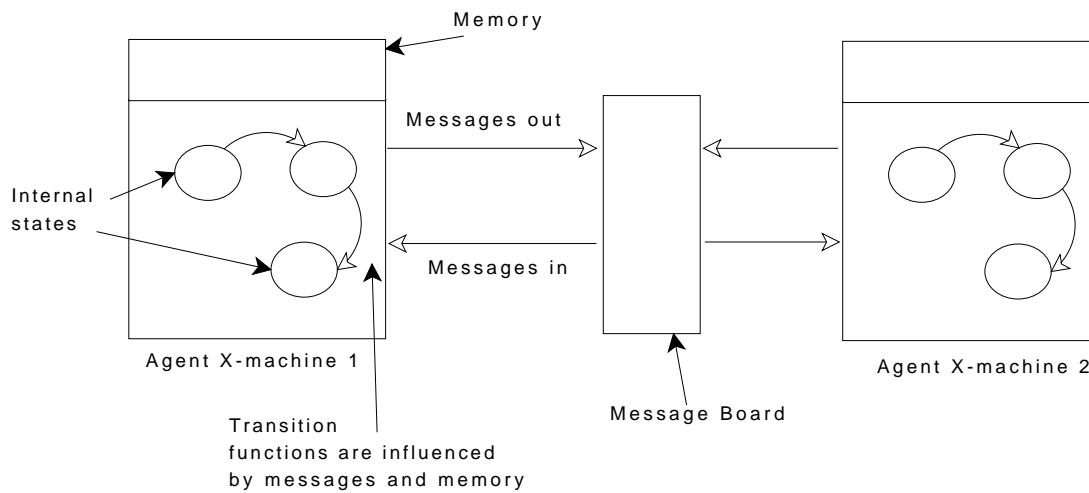 Memory
Messages out
Internal
states
Messages in
Agent X-machine 1
Agent X-machine 2
Message Board
Transition
functions are influenced
by messages and memory